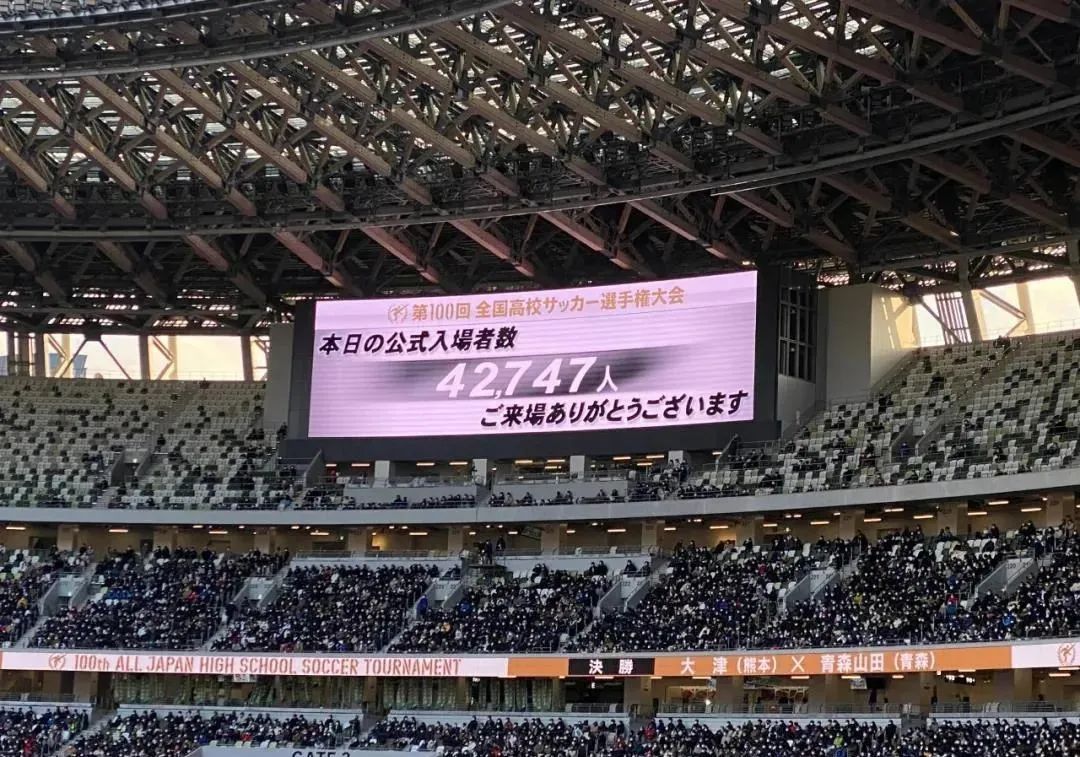 第100回 全国高校サッカー選手権大会
本日の公式入場者数
42,747人
ご来場ありがとうございます
100th ALL JAPAN HIGH SCHOOL SOCCER TOURNAMENT 決勝 大津（熊本）×青森山田（青森）